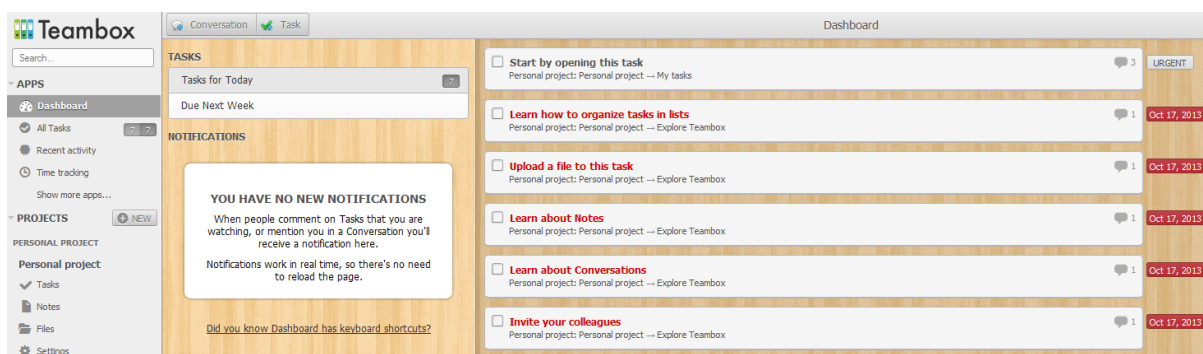 Teambox
Search...
APPS
Dashboard
All Tasks 7 7
Recent activity
Time tracking
Show more apps...
PROJECTS NEW
PERSONAL PROJECT
Personal project
Tasks
Notes
Files
Settings
Conversation Task
Dashboard
TASKS
Tasks for Today 7
Due Next Week
NOTIFICATIONS
YOU HAVE NO NEW NOTIFICATIONS
When people comment on Tasks that you are
watching, or mention you in a Conversation you'll
receive a notification here.
Notifications work in real time, so there's no need
to reload the page.
Did you know Dashboard has keyboard shortcuts?
Start by opening this task 3 URGENT
Personal project: Personal project → My tasks
Learn how to organize tasks in lists 1 Oct 17, 2013
Personal project: Personal project → Explore Teambox
Upload a file to this task 1 Oct 17, 2013
Personal project: Personal project → Explore Teambox
Learn about Notes 1 Oct 17, 2013
Personal project: Personal project → Explore Teambox
Learn about Conversations 1 Oct 17, 2013
Personal project: Personal project → Explore Teambox
Invite your colleagues 1 Oct 17, 2013
Personal project: Personal project → Explore Teambox